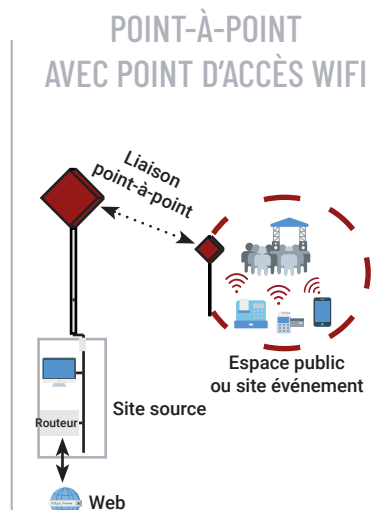 POINT-À-POINT
AVEC POINT D'ACCÈS WIFI
Liaison
point-à-point
Espace public
ou site événement
Site source
Routeur
Web